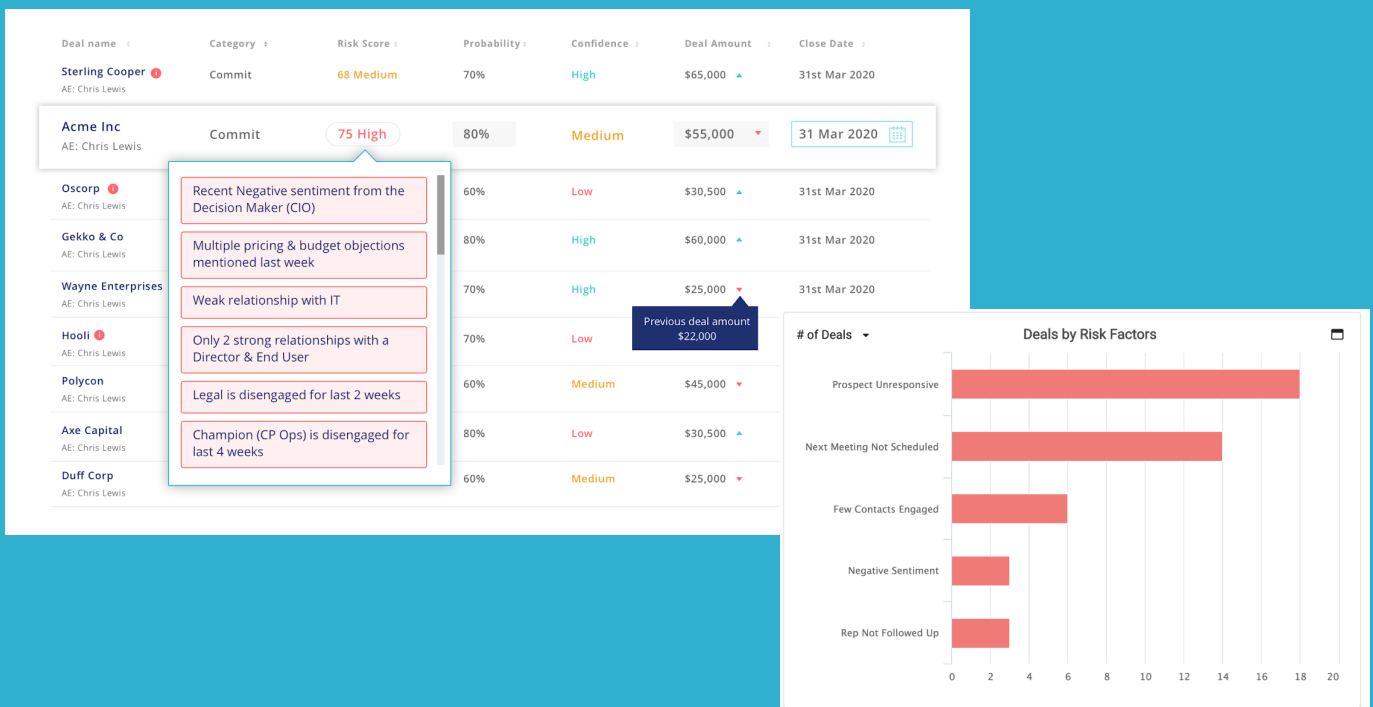 Deal name Category Risk Score Probability Confidence Deal Amount Close Date
Sterling Cooper i Commit 68 Medium 70% High $65,000 31st Mar 2020
AE: Chris Lewis
Acme Inc Commit 75 High 80% Medium $55,000 31 Mar 2020
AE: Chris Lewis
Recent Negative sentiment from the
Decision Maker (CIO)
Multiple pricing & budget objections
mentioned last week
Weak relationship with IT
Only 2 strong relationships with a
Director & End User
Legal is disengaged for last 2 weeks
Champion (CP Ops) is disengaged for
last 4 weeks
Oscorp i 60% Low $30,500 31st Mar 2020
AE: Chris Lewis
Gekko & Co 80% High $60,000 31st Mar 2020
AE: Chris Lewis
Wayne Enterprises 70% High $25,000 31st Mar 2020
AE: Chris Lewis
Previous deal amount
$22,000
Hooli i 70% Low
AE: Chris Lewis
Polycon 60% Medium $45,000
AE: Chris Lewis
Axe Capital 80% Low $30,500
AE: Chris Lewis
Duff Corp 60% Medium $25,000
AE: Chris Lewis
# of Deals Deals by Risk Factors
Prospect Unresponsive
Next Meeting Not Scheduled
Few Contacts Engaged
Negative Sentiment
Rep Not Followed Up
0 2 4 6 8 10 12 14 16 18 20